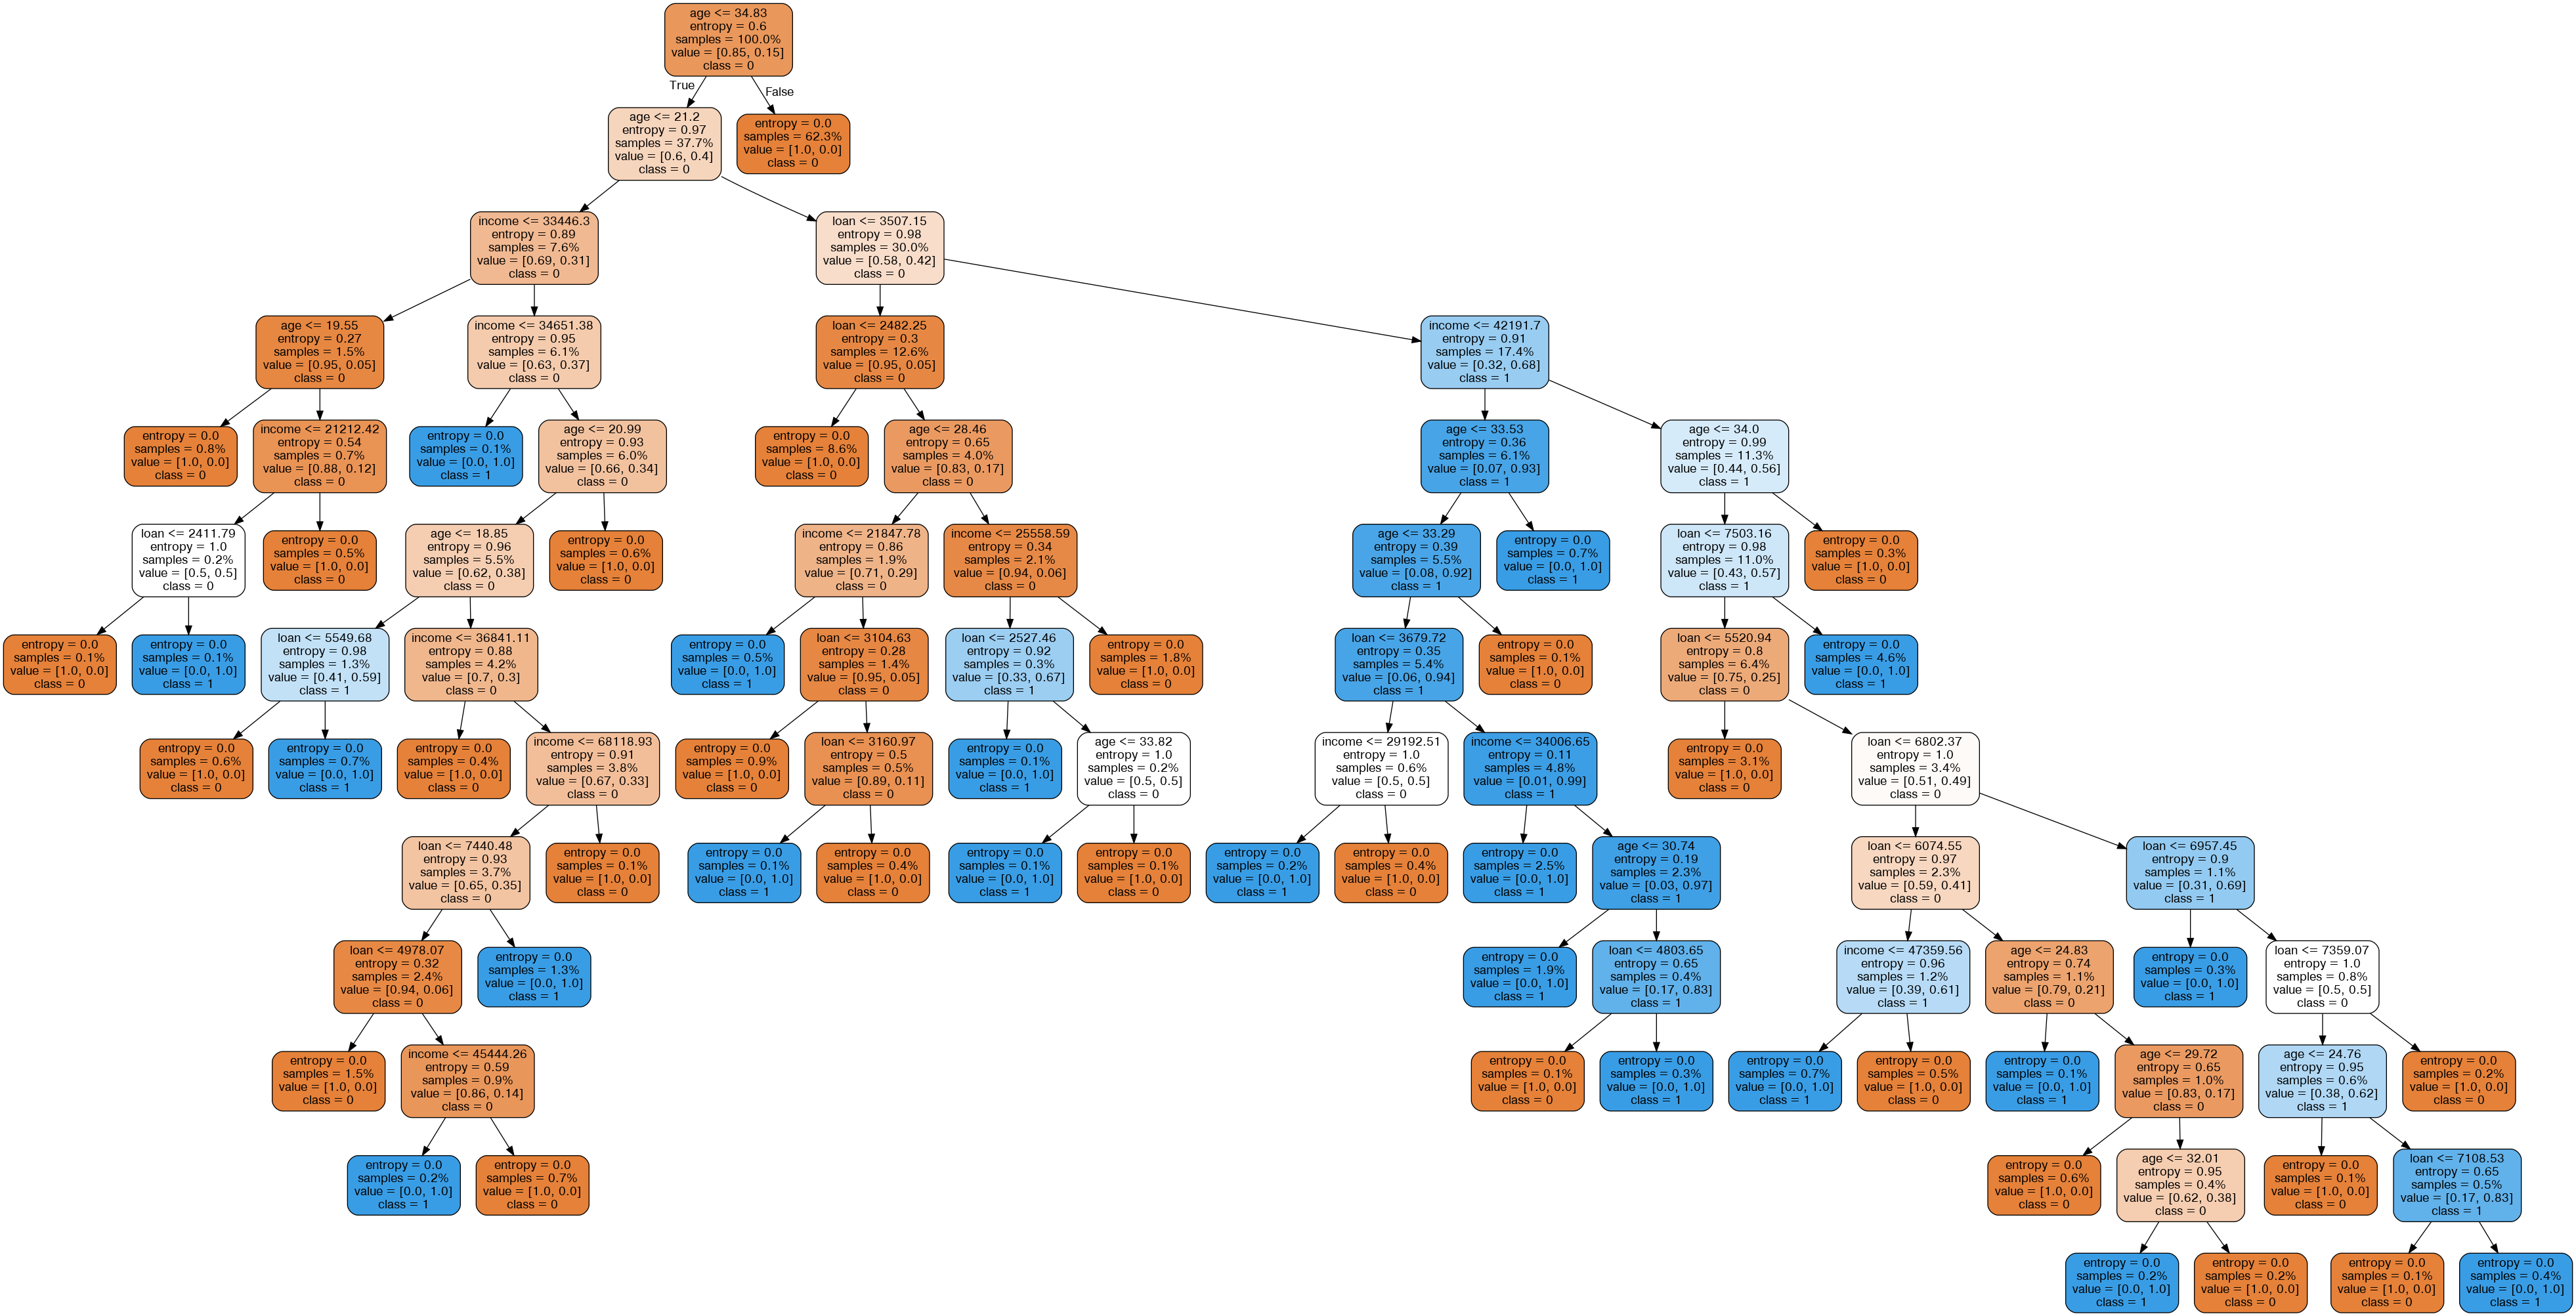 age <= 34.83
entropy = 0.6
samples = 100.0%
value = [0.85, 0.15]
class = 0
True
False
age <= 21.2
entropy = 0.97
samples = 37.7%
value = [0.6, 0.4]
class = 0
entropy = 0.0
samples = 62.3%
value = [1.0, 0.0]
class = 0
income <= 33446.3
entropy = 0.89
samples = 7.6%
value = [0.69, 0.31]
class = 0
loan <= 3507.15
entropy = 0.98
samples = 30.0%
value = [0.58, 0.42]
class = 0
age <= 19.55
entropy = 0.27
samples = 1.5%
value = [0.95, 0.05]
class = 0
income <= 34651.38
entropy = 0.95
samples = 6.1%
value = [0.63, 0.37]
class = 0
loan <= 2482.25
entropy = 0.3
samples = 12.6%
value = [0.95, 0.05]
class = 0
income <= 42191.7
entropy = 0.91
samples = 17.4%
value = [0.32, 0.68]
class = 1
entropy = 0.0
samples = 0.8%
value = [1.0, 0.0]
class = 0
income <= 21212.42
entropy = 0.54
samples = 0.7%
value = [0.88, 0.12]
class = 0
entropy = 0.0
samples = 0.1%
value = [0.0, 1.0]
class = 1
age <= 20.99
entropy = 0.93
samples = 6.0%
value = [0.66, 0.34]
class = 0
entropy = 0.0
samples = 8.6%
value = [1.0, 0.0]
class = 0
age <= 28.46
entropy = 0.65
samples = 4.0%
value = [0.83, 0.17]
class = 0
age <= 33.53
entropy = 0.36
samples = 6.1%
value = [0.07, 0.93]
class = 1
age <= 34.0
entropy = 0.99
samples = 11.3%
value = [0.44, 0.56]
class = 1
loan <= 2411.79
entropy = 1.0
samples = 0.2%
value = [0.5, 0.5]
class = 0
entropy = 0.0
samples = 0.5%
value = [1.0, 0.0]
class = 0
age <= 18.85
entropy = 0.96
samples = 5.5%
value = [0.62, 0.38]
class = 0
entropy = 0.0
samples = 0.6%
value = [1.0, 0.0]
class = 0
income <= 21847.78
entropy = 0.86
samples = 1.9%
value = [0.71, 0.29]
class = 0
income <= 25558.59
entropy = 0.34
samples = 2.1%
value = [0.94, 0.06]
class = 0
age <= 33.29
entropy = 0.39
samples = 5.5%
value = [0.08, 0.92]
class = 1
entropy = 0.0
samples = 0.7%
value = [0.0, 1.0]
class = 1
loan <= 7503.16
entropy = 0.98
samples = 11.0%
value = [0.43, 0.57]
class = 1
entropy = 0.0
samples = 0.3%
value = [1.0, 0.0]
class = 0
entropy = 0.0
samples = 0.1%
value = [1.0, 0.0]
class = 0
entropy = 0.0
samples = 0.1%
value = [0.0, 1.0]
class = 1
loan <= 5549.68
entropy = 0.98
samples = 1.3%
value = [0.41, 0.59]
class = 1
income <= 36841.11
entropy = 0.88
samples = 4.2%
value = [0.7, 0.3]
class = 0
entropy = 0.0
samples = 0.5%
value = [0.0, 1.0]
class = 1
loan <= 3104.63
entropy = 0.28
samples = 1.4%
value = [0.95, 0.05]
class = 0
loan <= 2527.46
entropy = 0.92
samples = 0.3%
value = [0.33, 0.67]
class = 1
entropy = 0.0
samples = 1.8%
value = [1.0, 0.0]
class = 0
loan <= 3679.72
entropy = 0.35
samples = 5.4%
value = [0.06, 0.94]
class = 1
entropy = 0.0
samples = 0.1%
value = [1.0, 0.0]
class = 0
loan <= 5520.94
entropy = 0.8
samples = 6.4%
value = [0.75, 0.25]
class = 0
entropy = 0.0
samples = 4.6%
value = [0.0, 1.0]
class = 1
entropy = 0.0
samples = 0.6%
value = [1.0, 0.0]
class = 0
entropy = 0.0
samples = 0.7%
value = [0.0, 1.0]
class = 1
entropy = 0.0
samples = 0.4%
value = [1.0, 0.0]
class = 0
income <= 68118.93
entropy = 0.91
samples = 3.8%
value = [0.67, 0.33]
class = 0
entropy = 0.0
samples = 0.9%
value = [1.0, 0.0]
class = 0
loan <= 3160.97
entropy = 0.5
samples = 0.5%
value = [0.89, 0.11]
class = 0
entropy = 0.0
samples = 0.1%
value = [0.0, 1.0]
class = 1
age <= 33.82
entropy = 1.0
samples = 0.2%
value = [0.5, 0.5]
class = 0
income <= 29192.51
entropy = 1.0
samples = 0.6%
value = [0.5, 0.5]
class = 0
income <= 34006.65
entropy = 0.11
samples = 4.8%
value = [0.01, 0.99]
class = 1
entropy = 0.0
samples = 3.1%
value = [1.0, 0.0]
class = 0
loan <= 6802.37
entropy = 1.0
samples = 3.4%
value = [0.51, 0.49]
class = 0
loan <= 7440.48
entropy = 0.93
samples = 3.7%
value = [0.65, 0.35]
class = 0
entropy = 0.0
samples = 0.1%
value = [1.0, 0.0]
class = 0
entropy = 0.0
samples = 0.1%
value = [0.0, 1.0]
class = 1
entropy = 0.0
samples = 0.4%
value = [1.0, 0.0]
class = 0
entropy = 0.0
samples = 0.1%
value = [0.0, 1.0]
class = 1
entropy = 0.0
samples = 0.1%
value = [1.0, 0.0]
class = 0
entropy = 0.0
samples = 0.2%
value = [0.0, 1.0]
class = 1
entropy = 0.0
samples = 0.4%
value = [1.0, 0.0]
class = 0
entropy = 0.0
samples = 2.5%
value = [0.0, 1.0]
class = 1
age <= 30.74
entropy = 0.19
samples = 2.3%
value = [0.03, 0.97]
class = 1
loan <= 6074.55
entropy = 0.97
samples = 2.3%
value = [0.59, 0.41]
class = 0
loan <= 6957.45
entropy = 0.9
samples = 1.1%
value = [0.31, 0.69]
class = 1
loan <= 4978.07
entropy = 0.32
samples = 2.4%
value = [0.94, 0.06]
class = 0
entropy = 0.0
samples = 1.3%
value = [0.0, 1.0]
class = 1
entropy = 0.0
samples = 1.9%
value = [0.0, 1.0]
class = 1
loan <= 4803.65
entropy = 0.65
samples = 0.4%
value = [0.17, 0.83]
class = 1
income <= 47359.56
entropy = 0.96
samples = 1.2%
value = [0.39, 0.61]
class = 1
age <= 24.83
entropy = 0.74
samples = 1.1%
value = [0.79, 0.21]
class = 0
entropy = 0.0
samples = 0.3%
value = [0.0, 1.0]
class = 1
loan <= 7359.07
entropy = 1.0
samples = 0.8%
value = [0.5, 0.5]
class = 0
entropy = 0.0
samples = 1.5%
value = [1.0, 0.0]
class = 0
income <= 45444.26
entropy = 0.59
samples = 0.9%
value = [0.86, 0.14]
class = 0
entropy = 0.0
samples = 0.1%
value = [1.0, 0.0]
class = 0
entropy = 0.0
samples = 0.3%
value = [0.0, 1.0]
class = 1
entropy = 0.0
samples = 0.7%
value = [0.0, 1.0]
class = 1
entropy = 0.0
samples = 0.5%
value = [1.0, 0.0]
class = 0
entropy = 0.0
samples = 0.1%
value = [0.0, 1.0]
class = 1
age <= 29.72
entropy = 0.65
samples = 1.0%
value = [0.83, 0.17]
class = 0
age <= 24.76
entropy = 0.95
samples = 0.6%
value = [0.38, 0.62]
class = 1
entropy = 0.0
samples = 0.2%
value = [1.0, 0.0]
class = 0
entropy = 0.0
samples = 0.2%
value = [0.0, 1.0]
class = 1
entropy = 0.0
samples = 0.7%
value = [1.0, 0.0]
class = 0
entropy = 0.0
samples = 0.6%
value = [1.0, 0.0]
class = 0
age <= 32.01
entropy = 0.95
samples = 0.4%
value = [0.62, 0.38]
class = 0
entropy = 0.0
samples = 0.1%
value = [1.0, 0.0]
class = 0
loan <= 7108.53
entropy = 0.65
samples = 0.5%
value = [0.17, 0.83]
class = 1
entropy = 0.0
samples = 0.2%
value = [0.0, 1.0]
class = 1
entropy = 0.0
samples = 0.2%
value = [1.0, 0.0]
class = 0
entropy = 0.0
samples = 0.1%
value = [1.0, 0.0]
class = 0
entropy = 0.0
samples = 0.4%
value = [0.0, 1.0]
class = 1